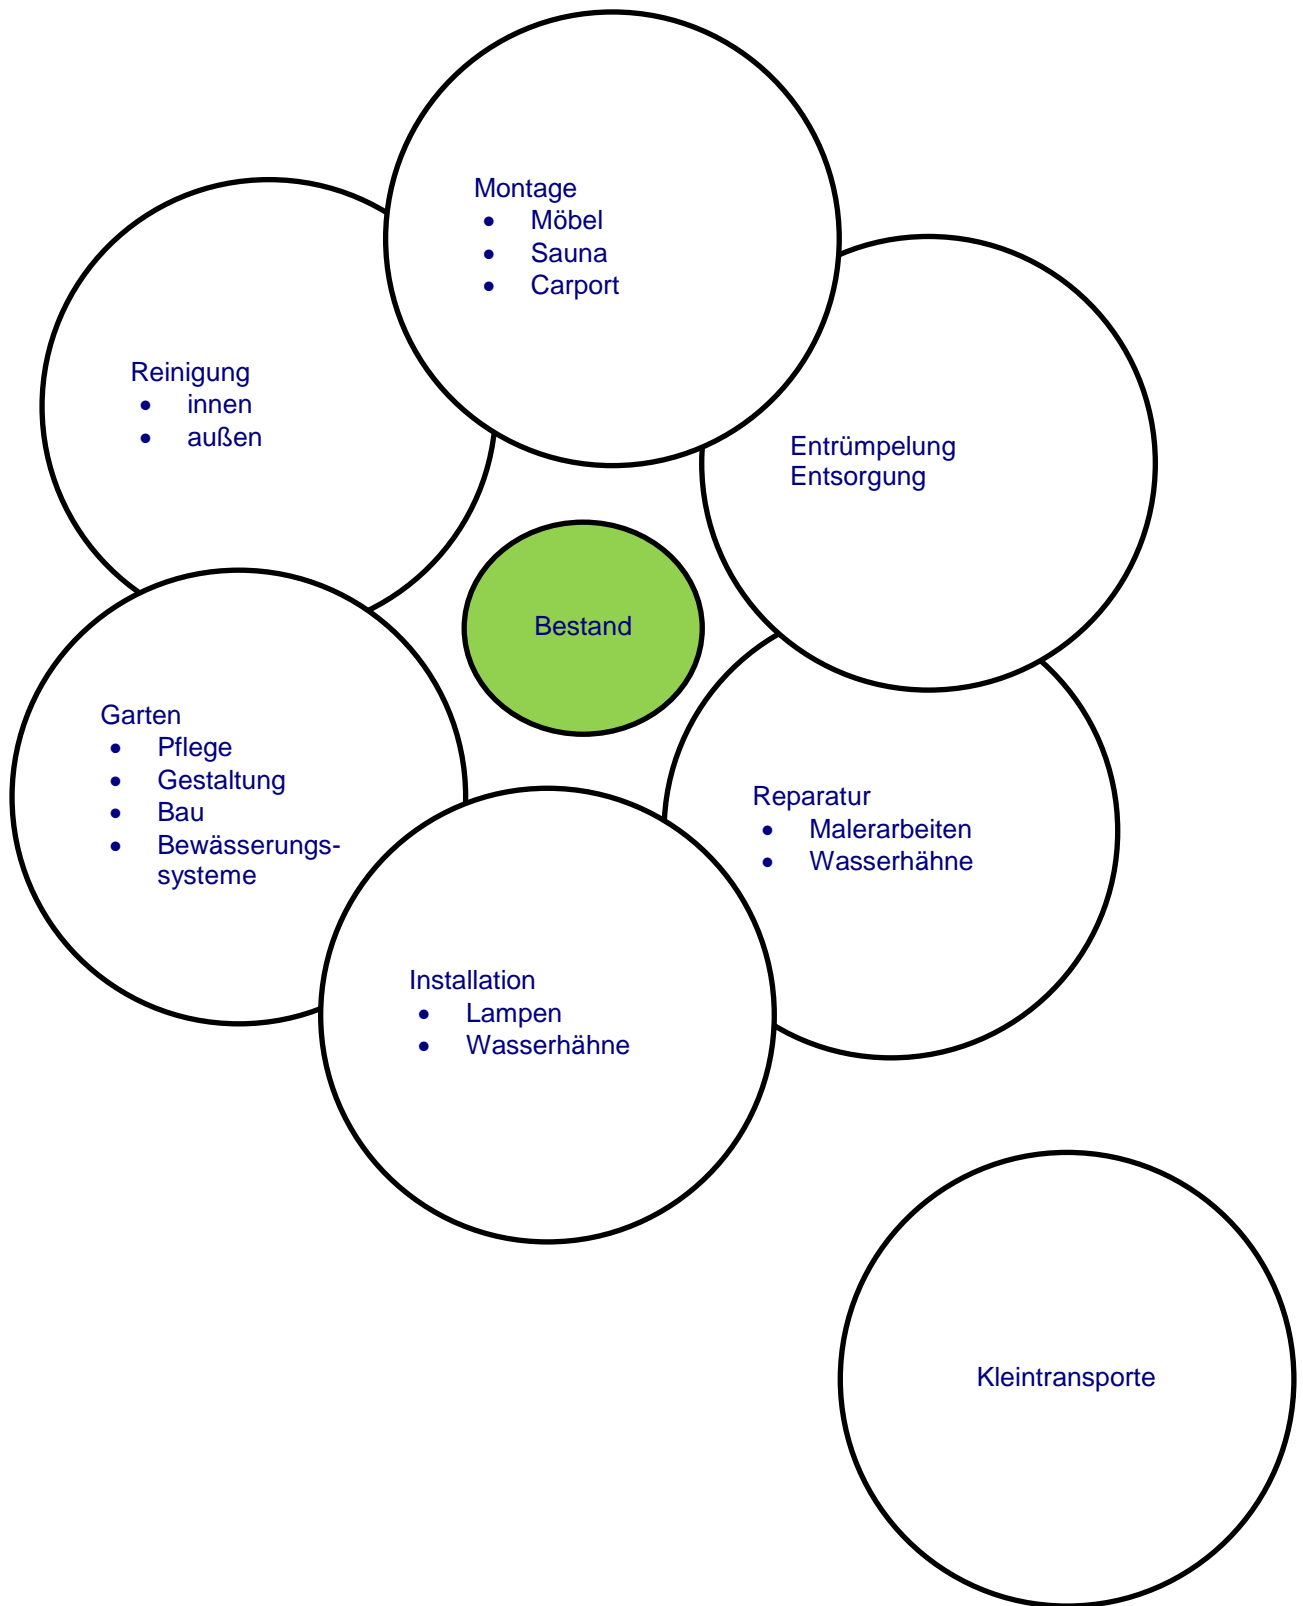 Montage
• Möbel
• Sauna
• Carport
Reinigung
• innen
• außen
Entrümpelung
Entsorgung
Bestand
Garten
• Pflege
• Gestaltung
• Bau
• Bewässerungs-
systeme
Reparatur
• Malerarbeiten
• Wasserhähne
Installation
• Lampen
• Wasserhähne
Kleintransporte